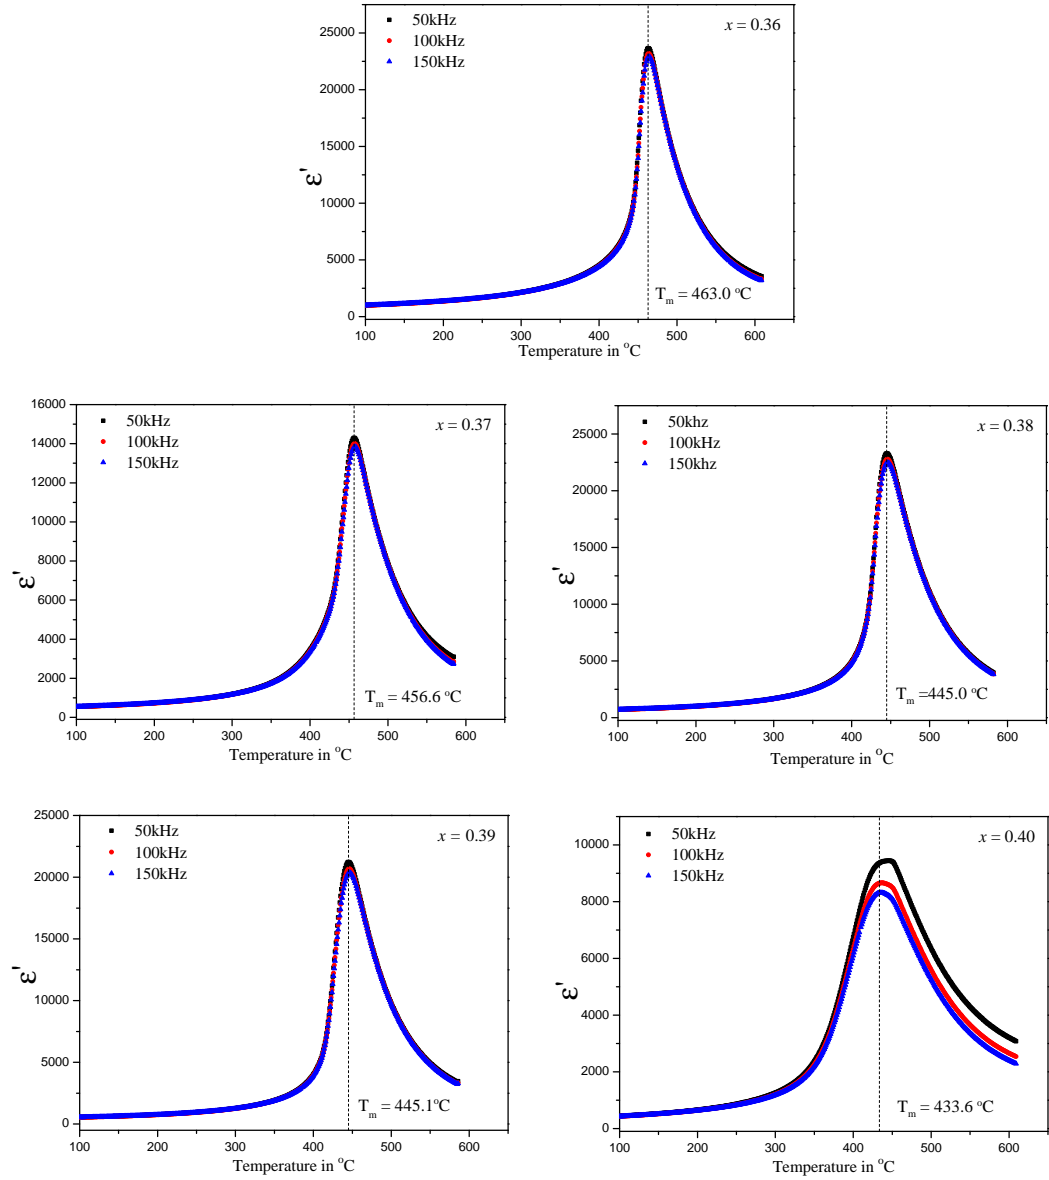 50kHz
100kHz
150kHz
x = 0.36
ε'
25000
20000
15000
10000
5000
0
100 200 300 400 500 600
Tm = 463.0 °C
Temperature in °C
50kHz
100kHz
150kHz
x = 0.37
ε'
16000
14000
12000
10000
8000
6000
4000
2000
0
100 200 300 400 500 600
Tm = 456.6 °C
Temperature in °C
50khz
100kHz
150khz
x = 0.38
ε'
25000
20000
15000
10000
5000
0
100 200 300 400 500 600
Tm =445.0 °C
Temperature in °C
50kHz
100kHz
150kHz
x = 0.39
ε'
25000
20000
15000
10000
5000
0
100 200 300 400 500
Tm = 445.1°C
Temperature in °C
50kHz
100kHz
150kHz
x = 0.40
ε'
10000
8000
6000
4000
2000
0
100 200 300 400 500 600
Tm = 433.6 °C
Temperature in °C